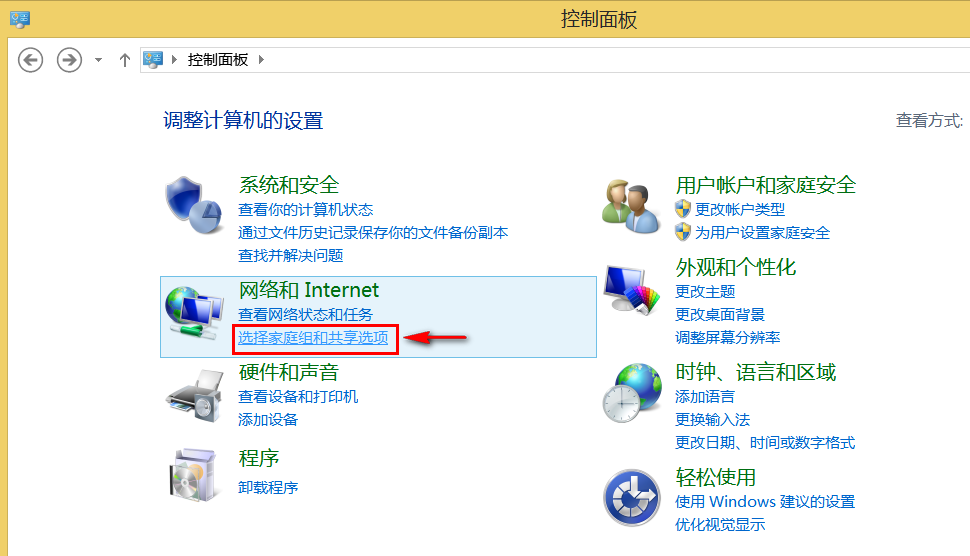 控制面板
控制面板
调整计算机的设置
查看方式:
系统和安全
查看你的计算机状态
通过文件历史记录保存你的文件备份副本
查找并解决问题
网络和 Internet
查看网络状态和任务
选择家庭组和共享选项
硬件和声音
查看设备和打印机
添加设备
程序
卸载程序
用户帐户和家庭安全
更改帐户类型
为用户设置家庭安全
外观和个性化
更改主题
更改桌面背景
调整屏幕分辨率
时钟、语言和区域
添加语言
更换输入法
更改日期、时间或数字格式
轻松使用
使用 Windows 建议的设置
优化视觉显示